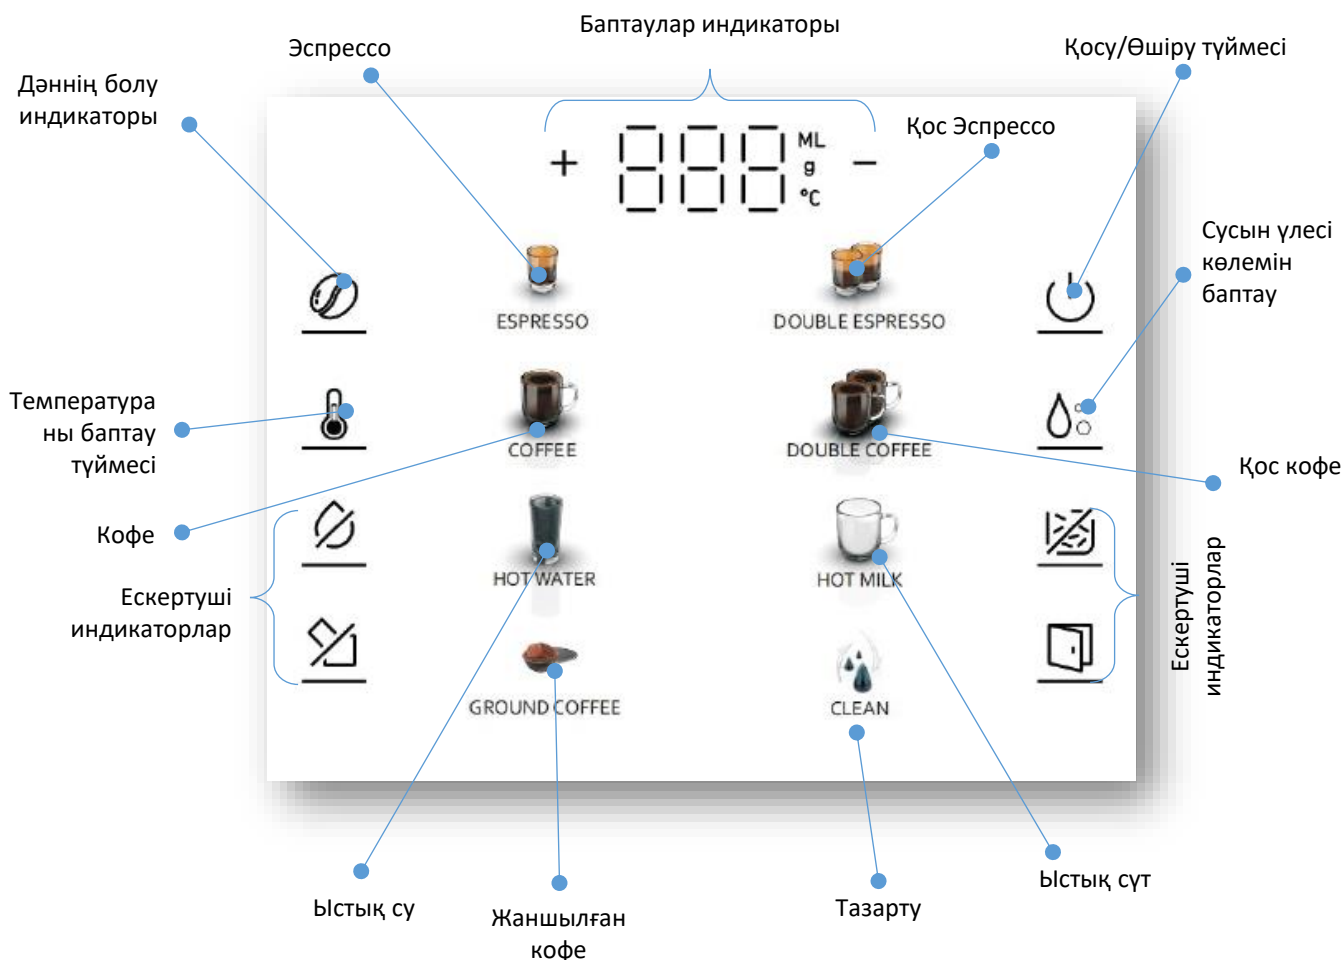 Баптаулар индикаторы
Эспрессо
Қосу/Өшіру түймесі
Дәннің болу
индикаторы
Қос Эспрессо
+ 888 ML
g
°C −
Сусын үлесі
көлемін
баптау
ESPRESSO
DOUBLE ESPRESSO
Температура
ны баптау
түймесі
COFFEE
DOUBLE COFFEE
Қос кофе
Кофе
HOT WATER
HOT MILK
Ескертуші
индикаторлар
Ескертуші
индикаторлар
GROUND COFFEE
CLEAN
Ыстық су
Жаншылған
кофе
Тазарту
Ыстық сүт